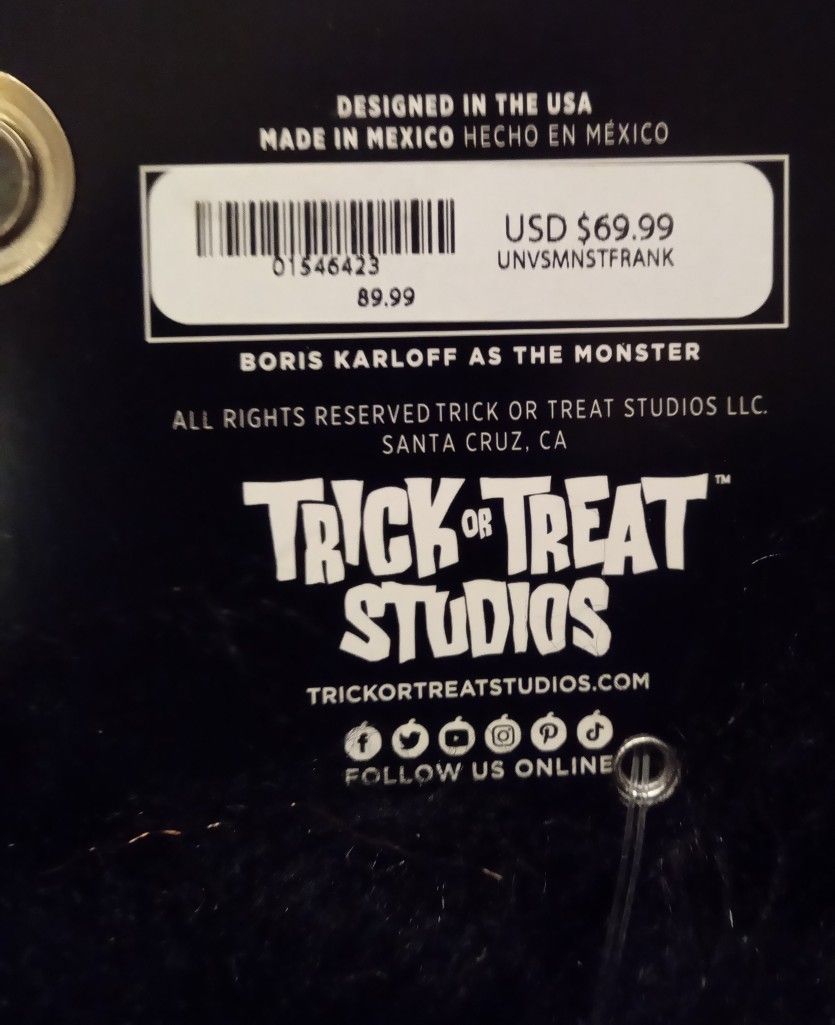 DESIGNED IN THE USA
MADE IN MEXICO HECHO EN MÉXICO
USD $69.99
UNVSMNSTFRANK
01546423
89.99
BORIS KARLOFF AS THE MONSTER
ALL RIGHTS RESERVED TRICK OR TREAT STUDIOS LLC.
SANTA CRUZ, CA
TRICK OR TREAT™
STUDIOS
TRICKORTREATSTUDIOS.COM
FOLLOW US ONLINE